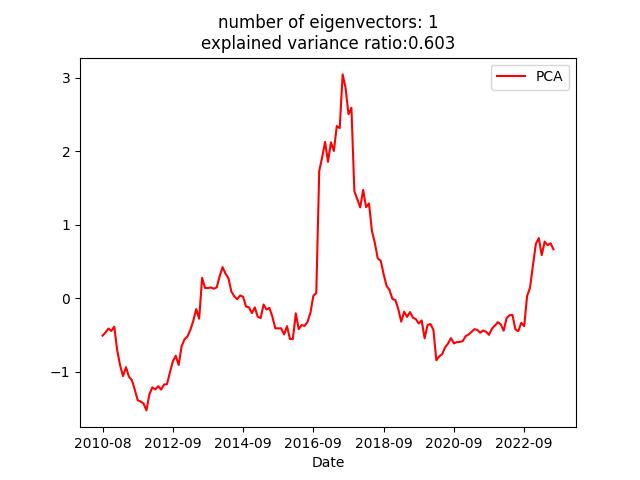 number of eigenvectors: 1
explained variance ratio:0.603
PCA
3
2
1
0
−1
2010-08 2012-09 2014-09 2016-09 2018-09 2020-09 2022-09
Date